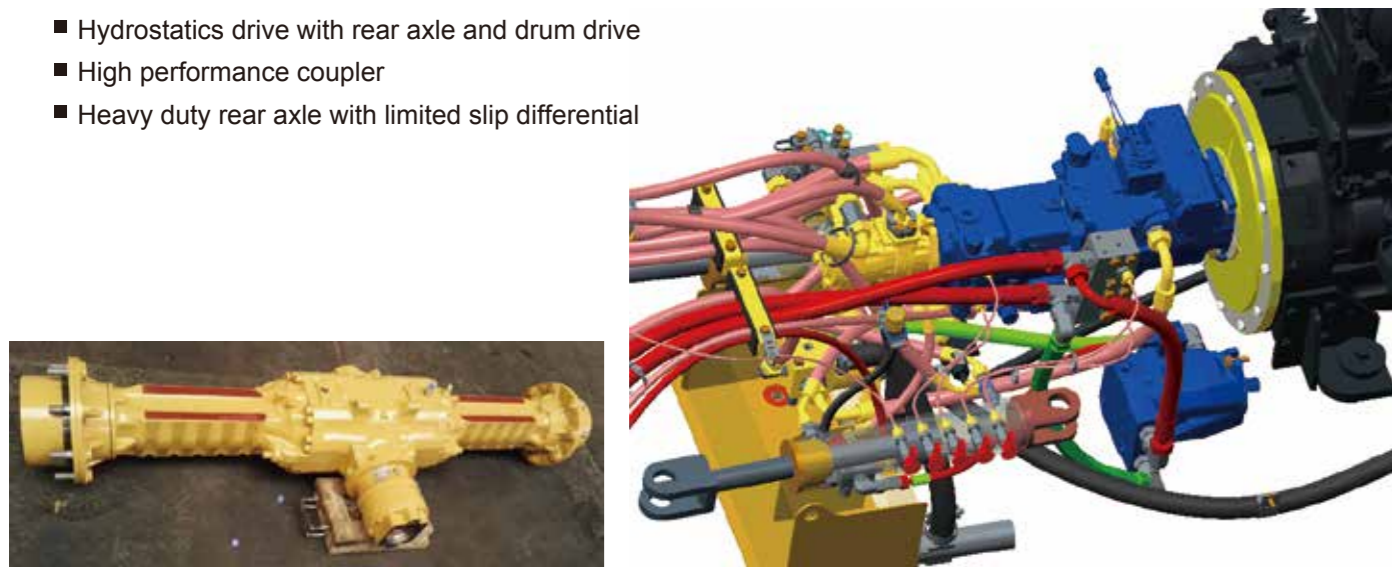 Hydrostatics drive with rear axle and drum drive
High performance coupler
Heavy duty rear axle with limited slip differential